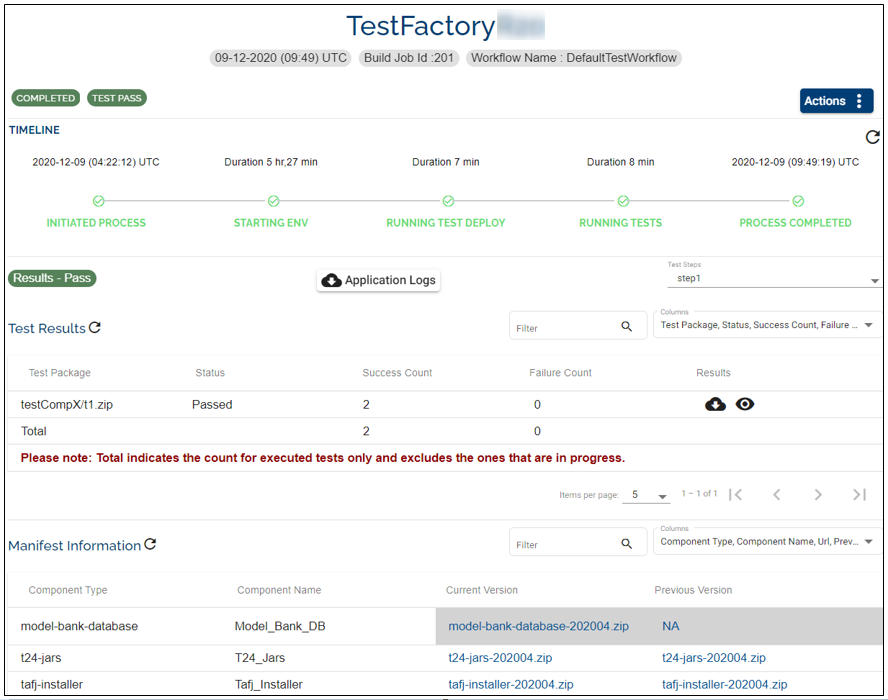 TestFactory
09-12-2020 (09:49) UTC Build Job Id :201 Workflow Name : DefaultTestWorkflow
COMPLETED TEST PASS
Actions
TIMELINE
2020-12-09 (04:22:12) UTC Duration 5 hr,27 min Duration 7 min Duration 8 min 2020-12-09 (09:49:19) UTC
INITIATED PROCESS STARTING ENV RUNNING TEST DEPLOY RUNNING TESTS PROCESS COMPLETED
Results - Pass
Application Logs
Test Steps
step1
Test Results
Filter
Columns
Test Package, Status, Success Count, Failure ...
Test Package Status Success Count Failure Count Results
testCompX/t1.zip Passed 2 0
Total 2 0
Please note: Total indicates the count for executed tests only and excludes the ones that are in progress.
Items per page: 5 1 – 1 of 1
Manifest Information
Filter
Columns
Component Type, Component Name, Url, Prev...
Component Type Component Name Current Version Previous Version
model-bank-database Model_Bank_DB model-bank-database-202004.zip NA
t24-jars T24_Jars t24-jars-202004.zip t24-jars-202004.zip
tafj-installer Tafj_Installer tafj-installer-202004.zip tafj-installer-202004.zip